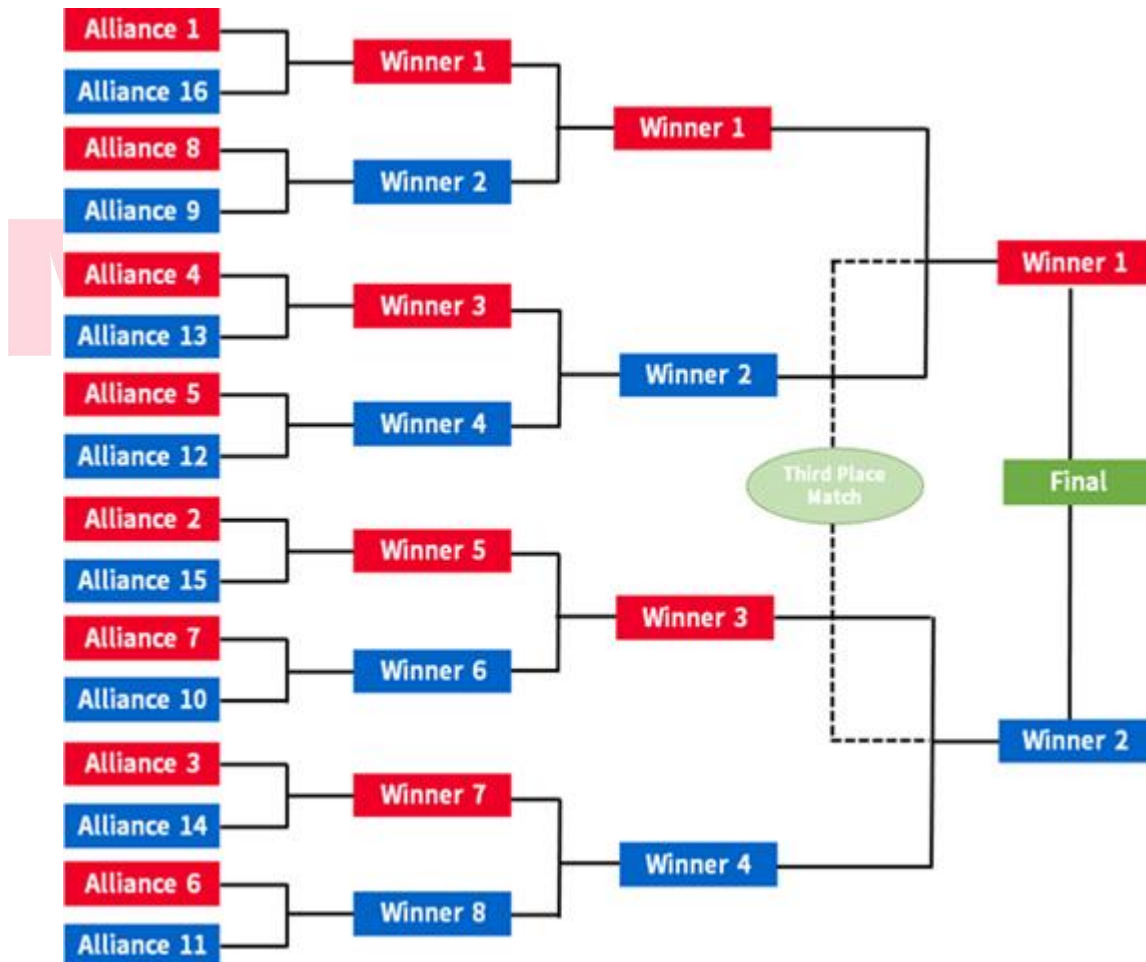 Alliance 1
Alliance 16
Alliance 8
Alliance 9
Alliance 4
Alliance 13
Alliance 5
Alliance 12
Alliance 2
Alliance 15
Alliance 7
Alliance 10
Alliance 3
Alliance 14
Alliance 6
Alliance 11
Winner 1
Winner 2
Winner 3
Winner 4
Winner 5
Winner 6
Winner 7
Winner 8
Winner 1
Winner 2
Winner 3
Winner 4
Third Place
Match
Winner 1
Final
Winner 2